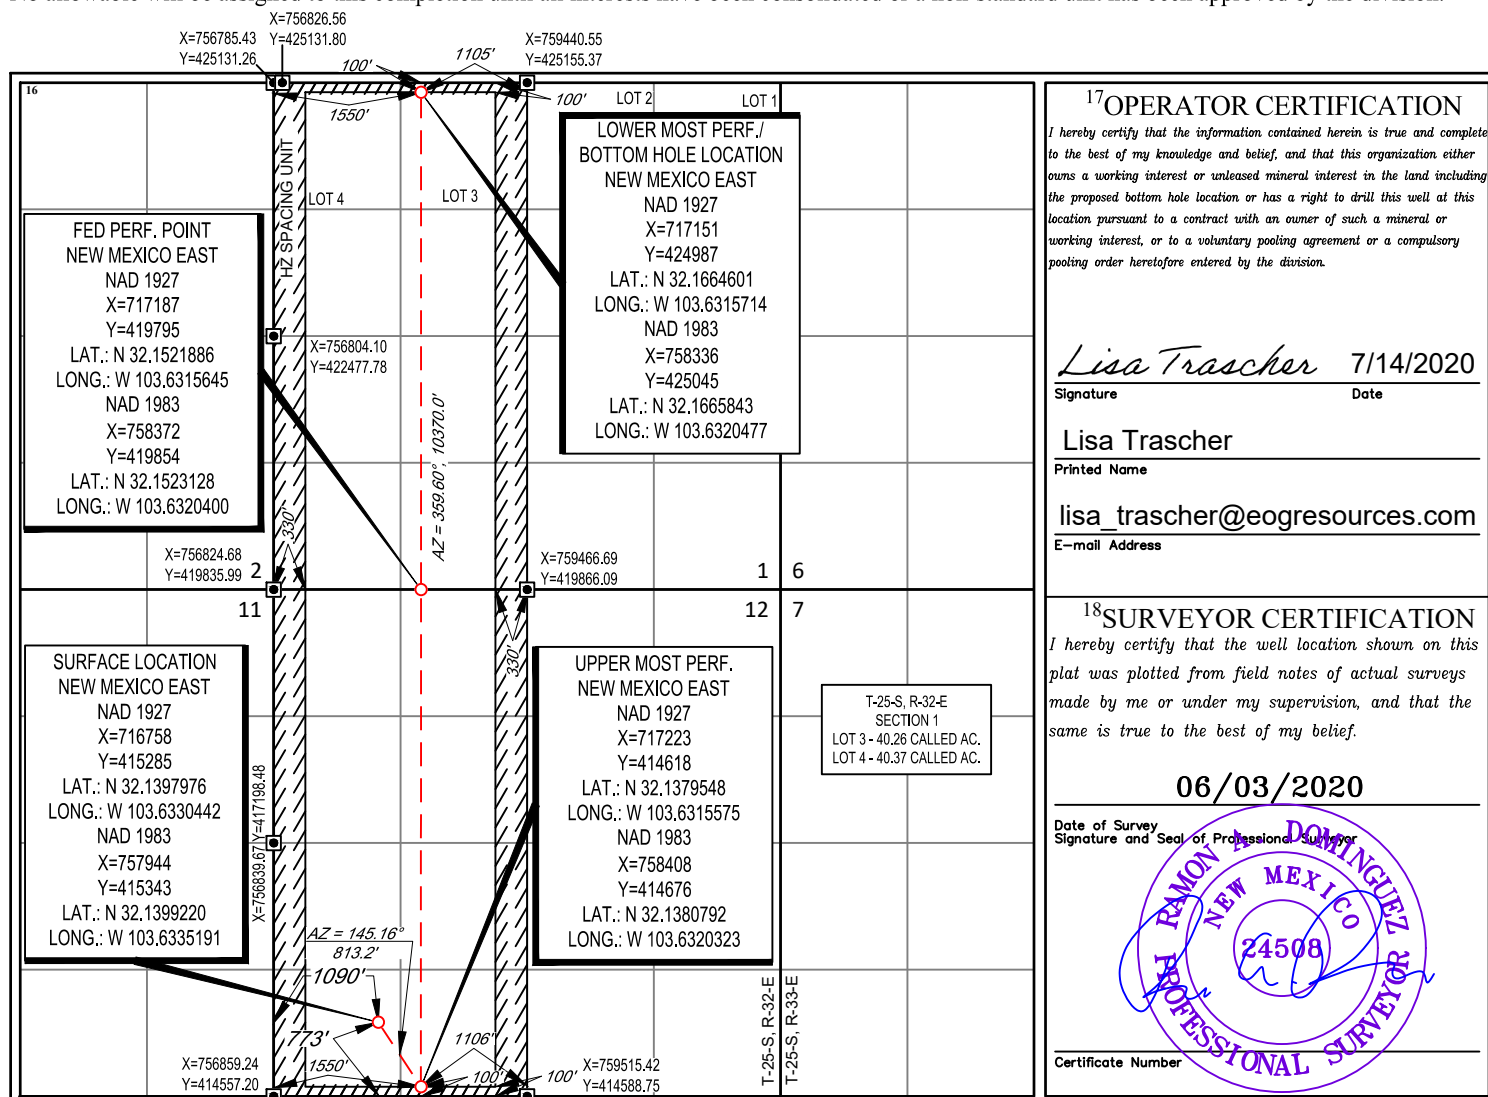 X=756826.56
X=756785.43 Y=425131.80
Y=425131.26
X=759440.55
Y=425155.37
100'
1105'
16
1550'
100'
LOT 2
LOT 1
HZ SPACING UNIT
LOT 4
LOT 3
LOWER MOST PERF./
BOTTOM HOLE LOCATION
NEW MEXICO EAST
NAD 1927
X=717151
Y=424987
LAT.: N 32.1664601
LONG.: W 103.6315714
NAD 1983
X=758336
Y=425045
LAT.: N 32.1665843
LONG.: W 103.6320477
FED PERF. POINT
NEW MEXICO EAST
NAD 1927
X=717187
Y=419795
LAT.: N 32.1521886
LONG.: W 103.6315645
NAD 1983
X=758372
Y=419854
LAT.: N 32.1523128
LONG.: W 103.6320400
X=756804.10
Y=422477.78
AZ = 359.60°, 10370.0'
330'
X=756824.68
Y=419835.99
X=759466.69
Y=419866.09
2
1
6
11
12
7
330'
SURFACE LOCATION
NEW MEXICO EAST
NAD 1927
X=716758
Y=415285
LAT.: N 32.1397976
LONG.: W 103.6330442
NAD 1983
X=757944
Y=415343
LAT.: N 32.1399220
LONG.: W 103.6335191
X=756839.67 Y=417198.48
UPPER MOST PERF.
NEW MEXICO EAST
NAD 1927
X=717223
Y=414618
LAT.: N 32.1379548
LONG.: W 103.6315575
NAD 1983
X=758408
Y=414676
LAT.: N 32.1380792
LONG.: W 103.6320323
T-25-S, R-32-E
SECTION 1
LOT 3 - 40.26 CALLED AC.
LOT 4 - 40.37 CALLED AC.
AZ = 145.16°
813.2'
1090'
773'
1550'
1106'
100'
100'
X=756859.24
Y=414557.20
X=759515.42
Y=414588.75
T-25-S, R-32-E
T-25-S, R-33-E
17 OPERATOR CERTIFICATION
I hereby certify that the information contained herein is true and complete
to the best of my knowledge and belief, and that this organization either
owns a working interest or unleased mineral interest in the land including
the proposed bottom hole location or has a right to drill this well at this
location pursuant to a contract with an owner of such a mineral or
working interest, or to a voluntary pooling agreement or a compulsory
pooling order heretofore entered by the division.
Lisa Trascher 7/14/2020
Signature Date
Lisa Trascher
Printed Name
lisa_trascher@eogresources.com
E-mail Address
18 SURVEYOR CERTIFICATION
I hereby certify that the well location shown on this
plat was plotted from field notes of actual surveys
made by me or under my supervision, and that the
same is true to the best of my belief.
06/03/2020
Date of Survey
Signature and Seal of Professional Surveyor
RAMON A. DOMINGUEZ
NEW MEXICO
24508
PROFESSIONAL SURVEYOR
Certificate Number